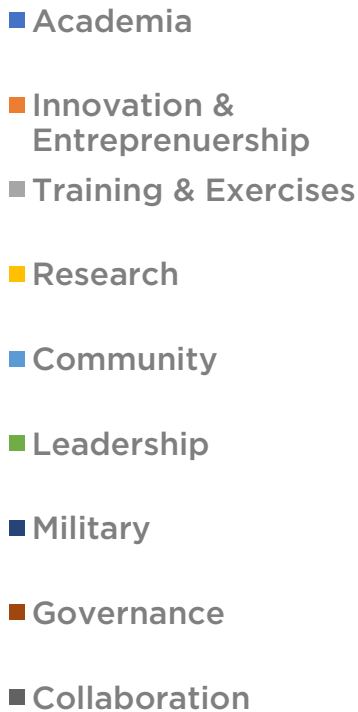 Academia
Innovation &
Entreprenuership
Training & Exercises
Research
Community
Leadership
Military
Governance
Collaboration